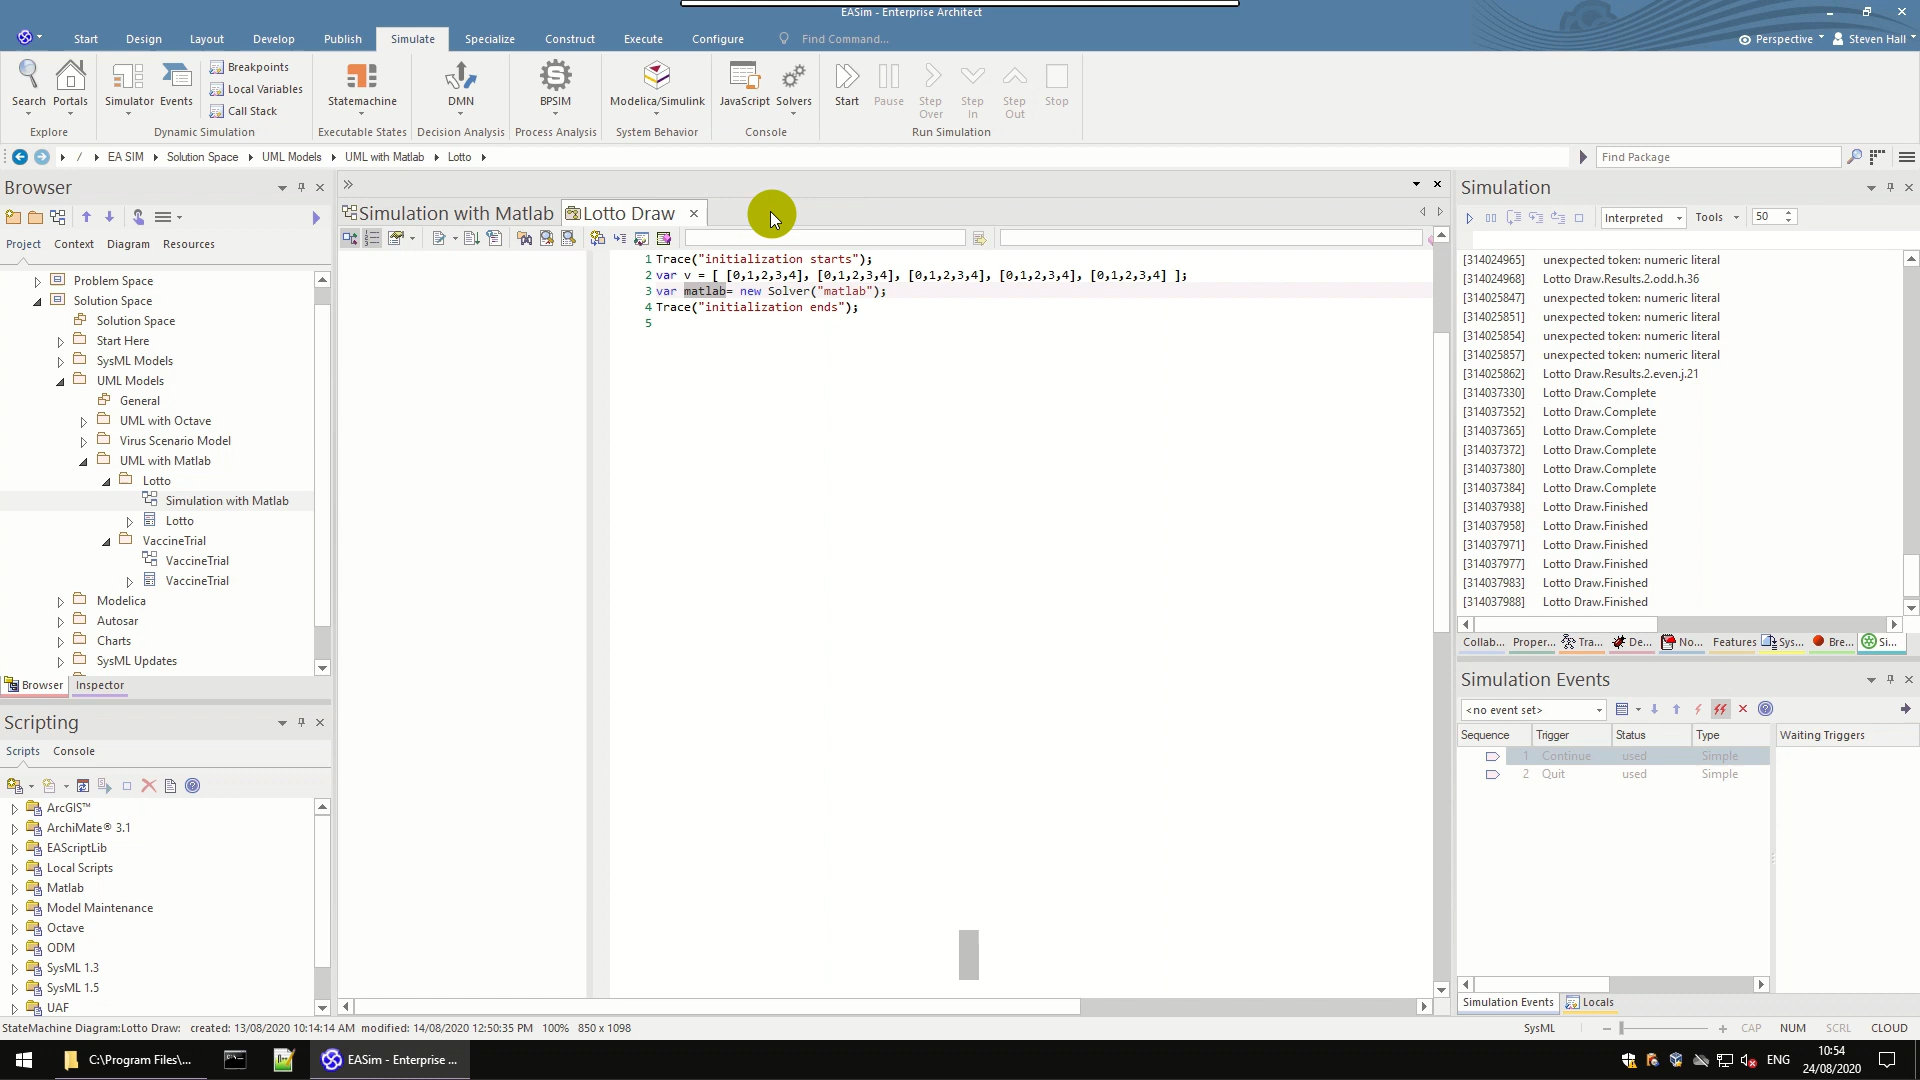 EASim - Enterprise Architect
Start Design Layout Develop Publish Simulate Specialize Construct Execute Configure Find Command... Perspective Steven Hall
Search Portals
Explore
Simulator Events
Breakpoints
Local Variables
Call Stack
Dynamic Simulation
Statemachine
Executable States
DMN
Decision Analysis
BPSIM
Process Analysis
Modelica/Simulink
System Behavior
JavaScript Solvers
Console
Start Pause Step Over Step In Step Out Stop
Run Simulation
/ EA SIM Solution Space UML Models UML with Matlab Lotto
Find Package
Browser
Project Context Diagram Resources
Problem Space
Solution Space
Solution Space
Start Here
SysML Models
UML Models
General
UML with Octave
Virus Scenario Model
UML with Matlab
Lotto
Simulation with Matlab
Lotto
VaccineTrial
VaccineTrial
VaccineTrial
Modelica
Autosar
Charts
SysML Updates
Browser Inspector
Scripting
Scripts Console
ArcGIS™
ArchiMate® 3.1
EAScriptLib
Local Scripts
Matlab
Model Maintenance
Octave
ODM
SysML 1.3
SysML 1.5
UAF
Simulation with Matlab Lotto Draw
1 Trace("initialization starts");
2 var v = [ [0,1,2,3,4], [0,1,2,3,4], [0,1,2,3,4], [0,1,2,3,4], [0,1,2,3,4] ];
3 var matlab= new Solver("matlab");
4 Trace("initialization ends");
5
Simulation
Interpreted Tools 50
[314024965] unexpected token: numeric literal
[314024968] Lotto Draw.Results.2.odd.h.36
[314025847] unexpected token: numeric literal
[314025851] unexpected token: numeric literal
[314025854] unexpected token: numeric literal
[314025857] unexpected token: numeric literal
[314025862] Lotto Draw.Results.2.even.j.21
[314037330] Lotto Draw.Complete
[314037352] Lotto Draw.Complete
[314037365] Lotto Draw.Complete
[314037372] Lotto Draw.Complete
[314037380] Lotto Draw.Complete
[314037384] Lotto Draw.Complete
[314037938] Lotto Draw.Finished
[314037958] Lotto Draw.Finished
[314037971] Lotto Draw.Finished
[314037977] Lotto Draw.Finished
[314037983] Lotto Draw.Finished
[314037988] Lotto Draw.Finished
Collab... Proper... Tra... De... No... Features Sys... Bre... Si...
Simulation Events
<no event set>
Sequence Trigger Status Type Waiting Triggers
1 Continue used Simple
2 Quit used Simple
Simulation Events Locals
StateMachine Diagram:Lotto Draw: created: 13/08/2020 10:14:14 AM modified: 14/08/2020 12:50:35 PM 100% 850 x 1098
SysML CAP NUM SCRL CLOUD
C:\Program Files\... EASim - Enterprise ...
ENG 10:54
24/08/2020